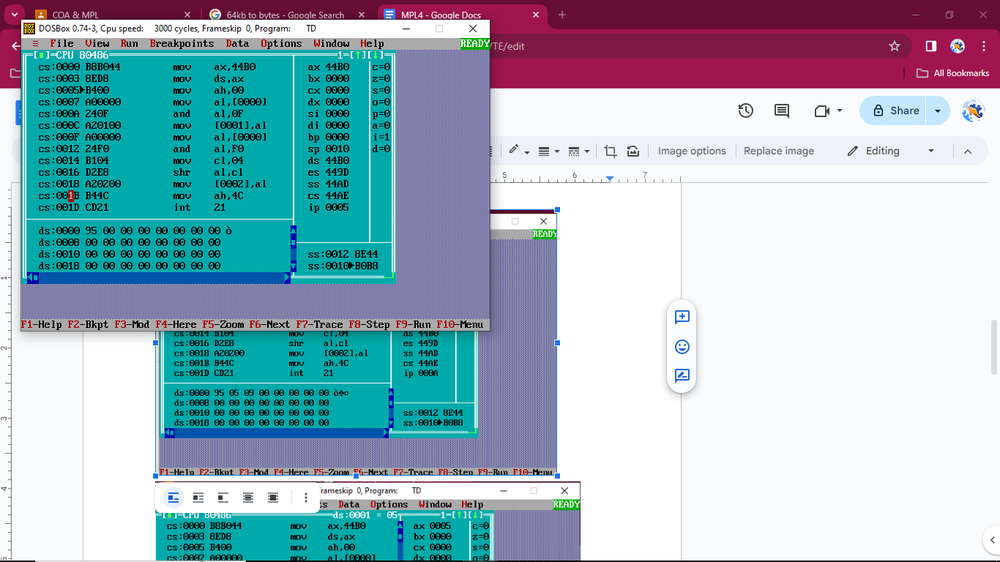 COA & MPL
64kb to bytes - Google Search
MPL4 - Google Docs
DOSBox 0.74-3, Cpu speed: 3000 cycles, Frameskip 0, Program: TD
≡ File View Run Breakpoints Data Options Window Help READY
/TE/edit
All Bookmarks
[■]=CPU 80486 1=[↑][↓]
cs:0000 B8B044 mov ax,44B0 ax 44B0 c=0
cs:0003 8ED8 mov ds,ax bx 0000 z=0
cs:0005►B400 mov ah,00 cx 0000 s=0
cs:0007 A00000 mov al,[0000] dx 0000 o=0
cs:000A 240F and al,0F si 0000 p=0
cs:000C A20100 mov [0001],al di 0000 a=0
cs:000F A00000 mov al,[0000] bp 0000 i=1
cs:0012 24F0 and al,F0 sp 0010 d=0
cs:0014 B104 mov cl,04 ds 44B0
cs:0016 D2E8 shr al,cl es 449D
cs:0018 A20200 mov [0002],al ss 44AD
cs:001B B44C mov ah,4C cs 44AE
cs:001D CD21 int 21 ip 0005
ds:0000 95 00 00 00 00 00 00 00 ò
ds:0008 00 00 00 00 00 00 00 00
ds:0010 00 00 00 00 00 00 00 00 ss:0012 8E44
ds:0018 00 00 00 00 00 00 00 00 ss:0010►B0B8
F1-Help F2-Bkpt F3-Mod F4-Here F5-Zoom F6-Next F7-Trace F8-Step F9-Run F10-Menu
Share
Image options
Replace image
Editing
5 6 7
1
2
3
4
5
READY
cs:0014 B104 mov cl,04 ds 44B0
cs:0016 D2E8 shr al,cl es 449D
cs:0018 A20200 mov [0002],al ss 44AD
cs:001B B44C mov ah,4C cs 44AE
cs:001D CD21 int 21 ip 000A
ds:0000 95 05 09 00 00 00 00 00 ò♣○
ds:0008 00 00 00 00 00 00 00 00
ds:0010 00 00 00 00 00 00 00 00 ss:0012 8E44
ds:0018 00 00 00 00 00 00 00 00 ss:0010►B0B8
F1-Help F2-Bkpt F3-Mod F4-Here F5-Zoom F6-Next F7-Trace F8-Step F9-Run F10-Menu
Frameskip 0, Program: TD
ts Data Options Window Help READY
[■]=CPU 80486 ds:0001 = 05 1=[↑][↓]
cs:0000 B8B044 mov ax,44B0 ax 0005 c=0
cs:0003 8ED8 mov ds,ax bx 0000 z=0
cs:0005 B400 mov ah,00 cx 0000 s=0
cs:0007 A00000 mov al,[0000] dx 0000 o=0